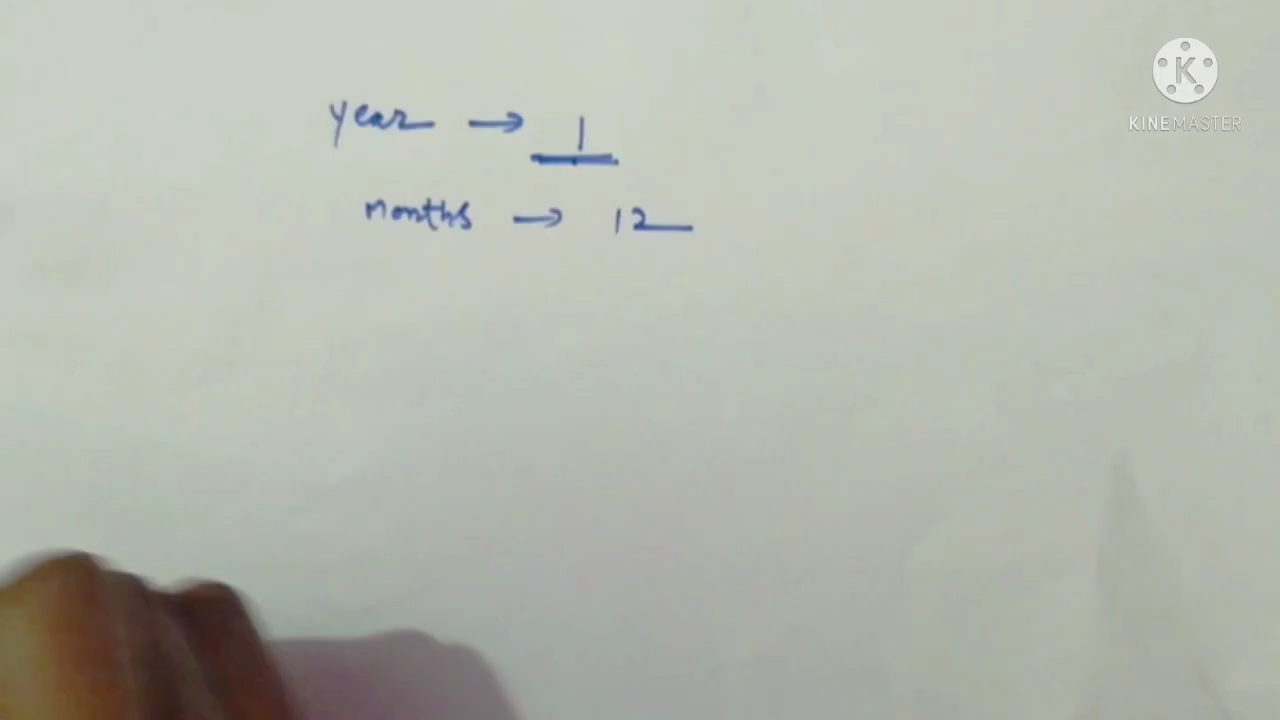 year → 1
months → 12
K
KINEMASTER